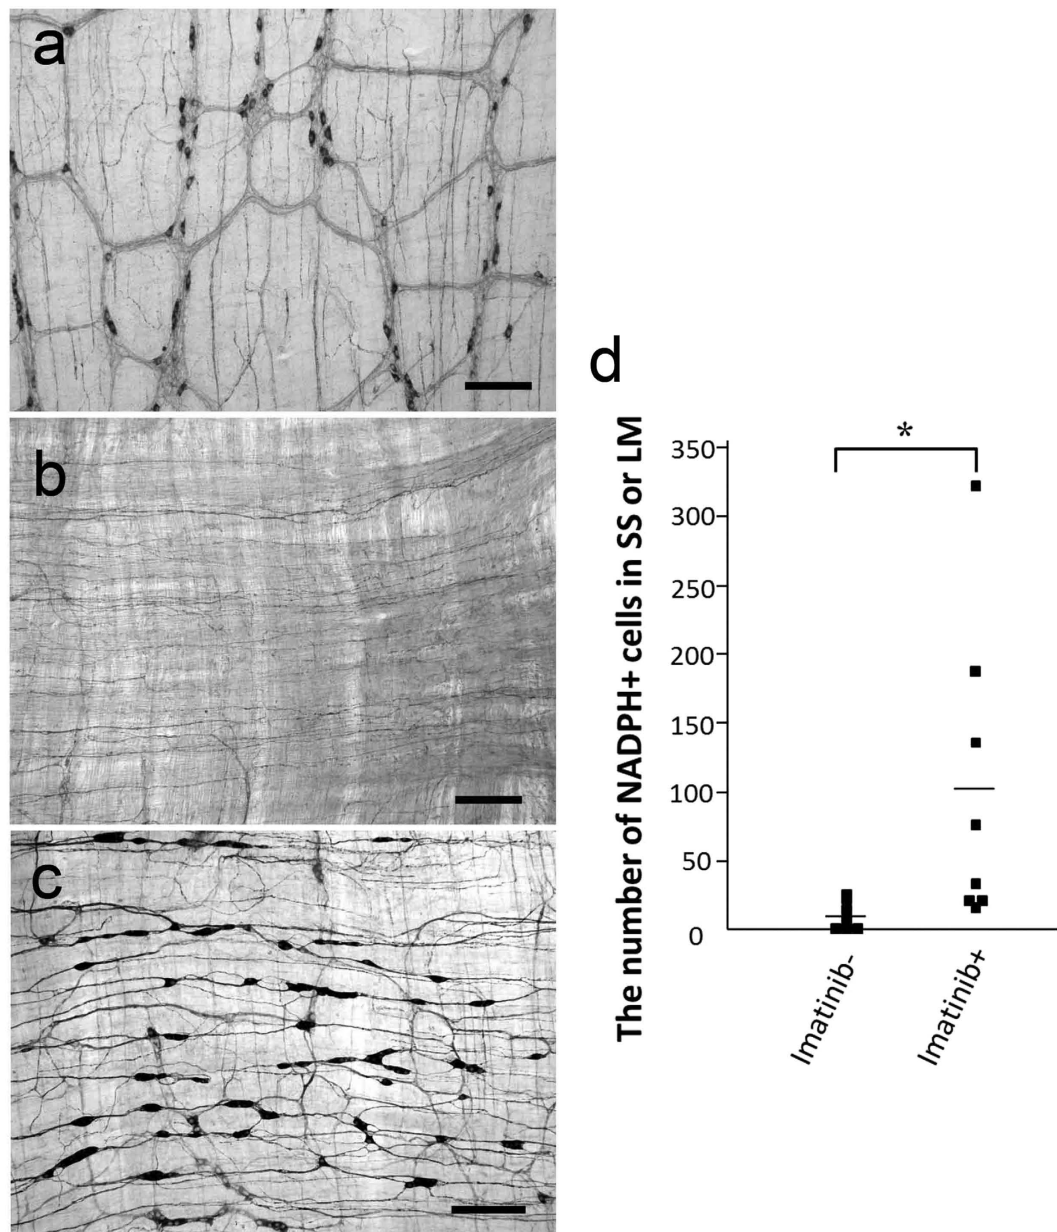 a
b
c
d
The number of NADPH+ cells in SS or LM
350
300
250
200
150
100
50
0
*
Imatinib-
Imatinib+